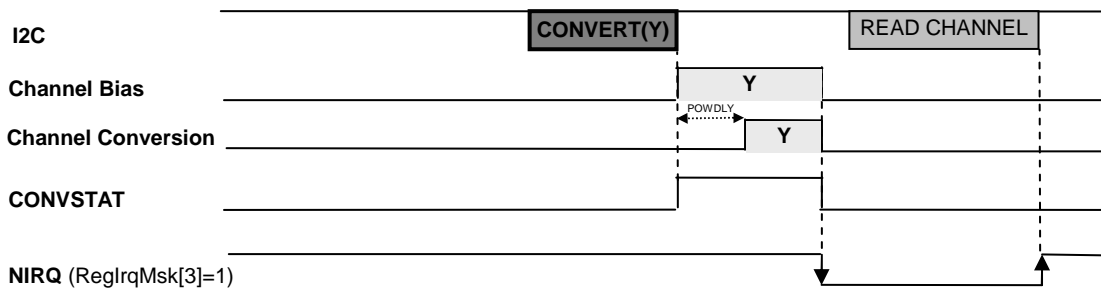 I2C CONVERT(Y) READ CHANNEL
Channel Bias Y
POWDLY
Channel Conversion Y
CONVSTAT
NIRQ (RegIrqMsk[3]=1)